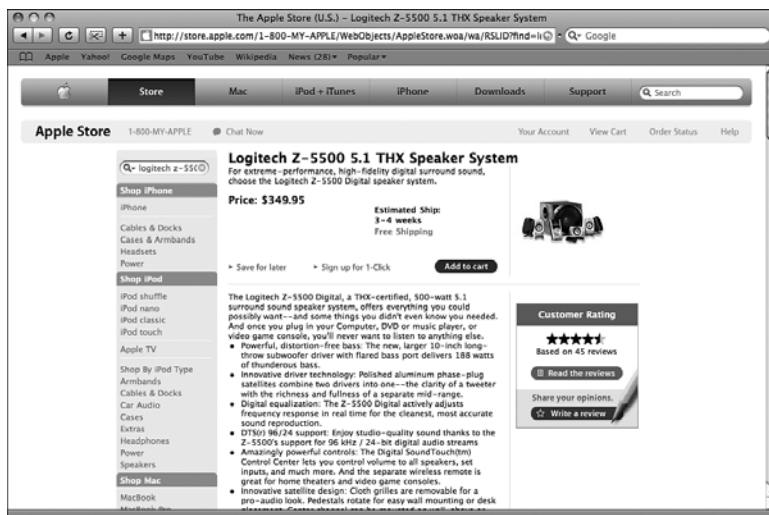 The Apple Store (U.S.) – Logitech Z-5500 5.1 THX Speaker System
http://store.apple.com/1-800-MY-APPLE/WebObjects/AppleStore.woa/wa/RSLID?find=l
Google
Apple Yahoo! Google Maps YouTube Wikipedia News (28) Popular
Store Mac iPod + iTunes iPhone Downloads Support Search
Apple Store 1-800-MY-APPLE Chat Now Your Account View Cart Order Status Help
logitech z-550
Shop iPhone
iPhone
Cables & Docks
Cases & Armbands
Headsets
Power
Shop iPod
iPod shuffle
iPod nano
iPod classic
iPod touch
Apple TV
Shop By iPod Type
Armbands
Cables & Docks
Car Audio
Cases
Extras
Headphones
Power
Speakers
Shop Mac
MacBook
MacBook Pro
Logitech Z-5500 5.1 THX Speaker System
For extreme-performance, high-fidelity digital surround sound,
choose the Logitech Z-5500 Digital speaker system.
Price: $349.95
Estimated Ship:
3-4 weeks
Free Shipping
Save for later Sign up for 1-Click Add to cart
The Logitech Z-5500 Digital, a THX-certified, 500-watt 5.1
surround sound speaker system, offers everything you could
possibly want--and some things you didn't even know you needed.
And once you plug in your Computer, DVD or music player, or
video game console, you'll never want to listen to anything else.
• Powerful, distortion-free bass: The new, larger 10-inch long-
throw subwoofer driver with flared bass port delivers 188 watts
of thunderous bass.
• Innovative driver technology: Polished aluminum phase-plug
satellites combine two drivers into one--the clarity of a tweeter
with the richness and fullness of a separate mid-range.
• Digital equalization: The Z-5500 Digital actively adjusts
frequency response in real time for the cleanest, most accurate
sound reproduction.
• DTS(r) 96/24 support: Enjoy studio-quality sound thanks to the
Z-5500's support for 96 kHz / 24-bit digital audio streams
• Amazingly powerful controls: The Digital SoundTouch(tm)
Control Center lets you control volume to all speakers, set
inputs, and much more. And the separate wireless remote is
great for home theaters and video game consoles.
• Innovative satellite design: Cloth grilles are removable for a
pro-audio look. Pedestals rotate for easy wall mounting or desk
Customer Rating
Based on 45 reviews
Read the reviews
Share your opinions.
Write a review